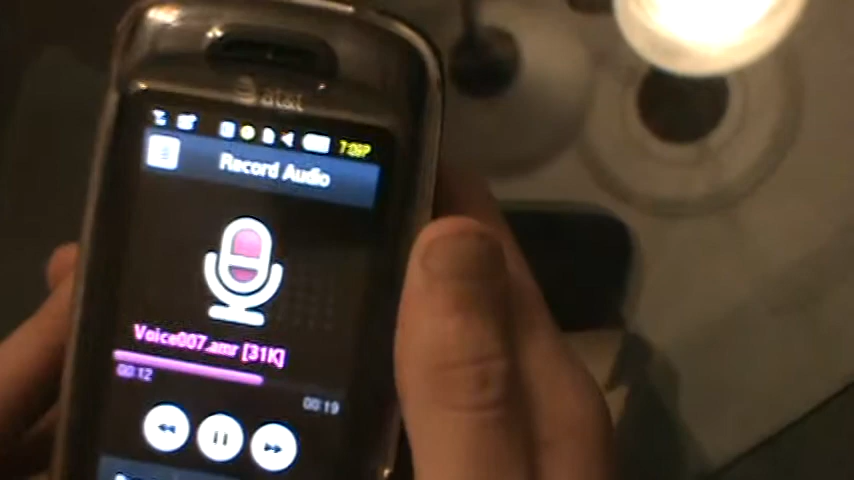 at&t
7:09P
Record Audio
Voice007.amr [31K]
00:12
00:19